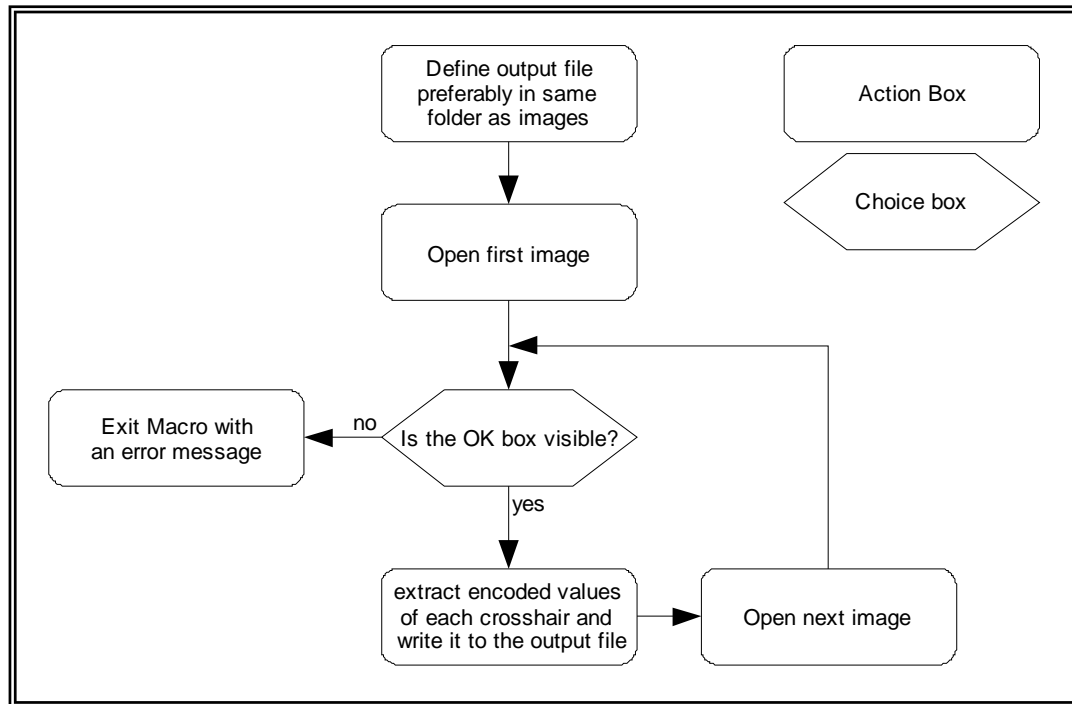 Define output file
preferably in same
folder as images
Action Box
Choice box
Open first image
Exit Macro with
an error message
no
Is the OK box visible?
yes
extract encoded values
of each crosshair and
write it to the output file
Open next image